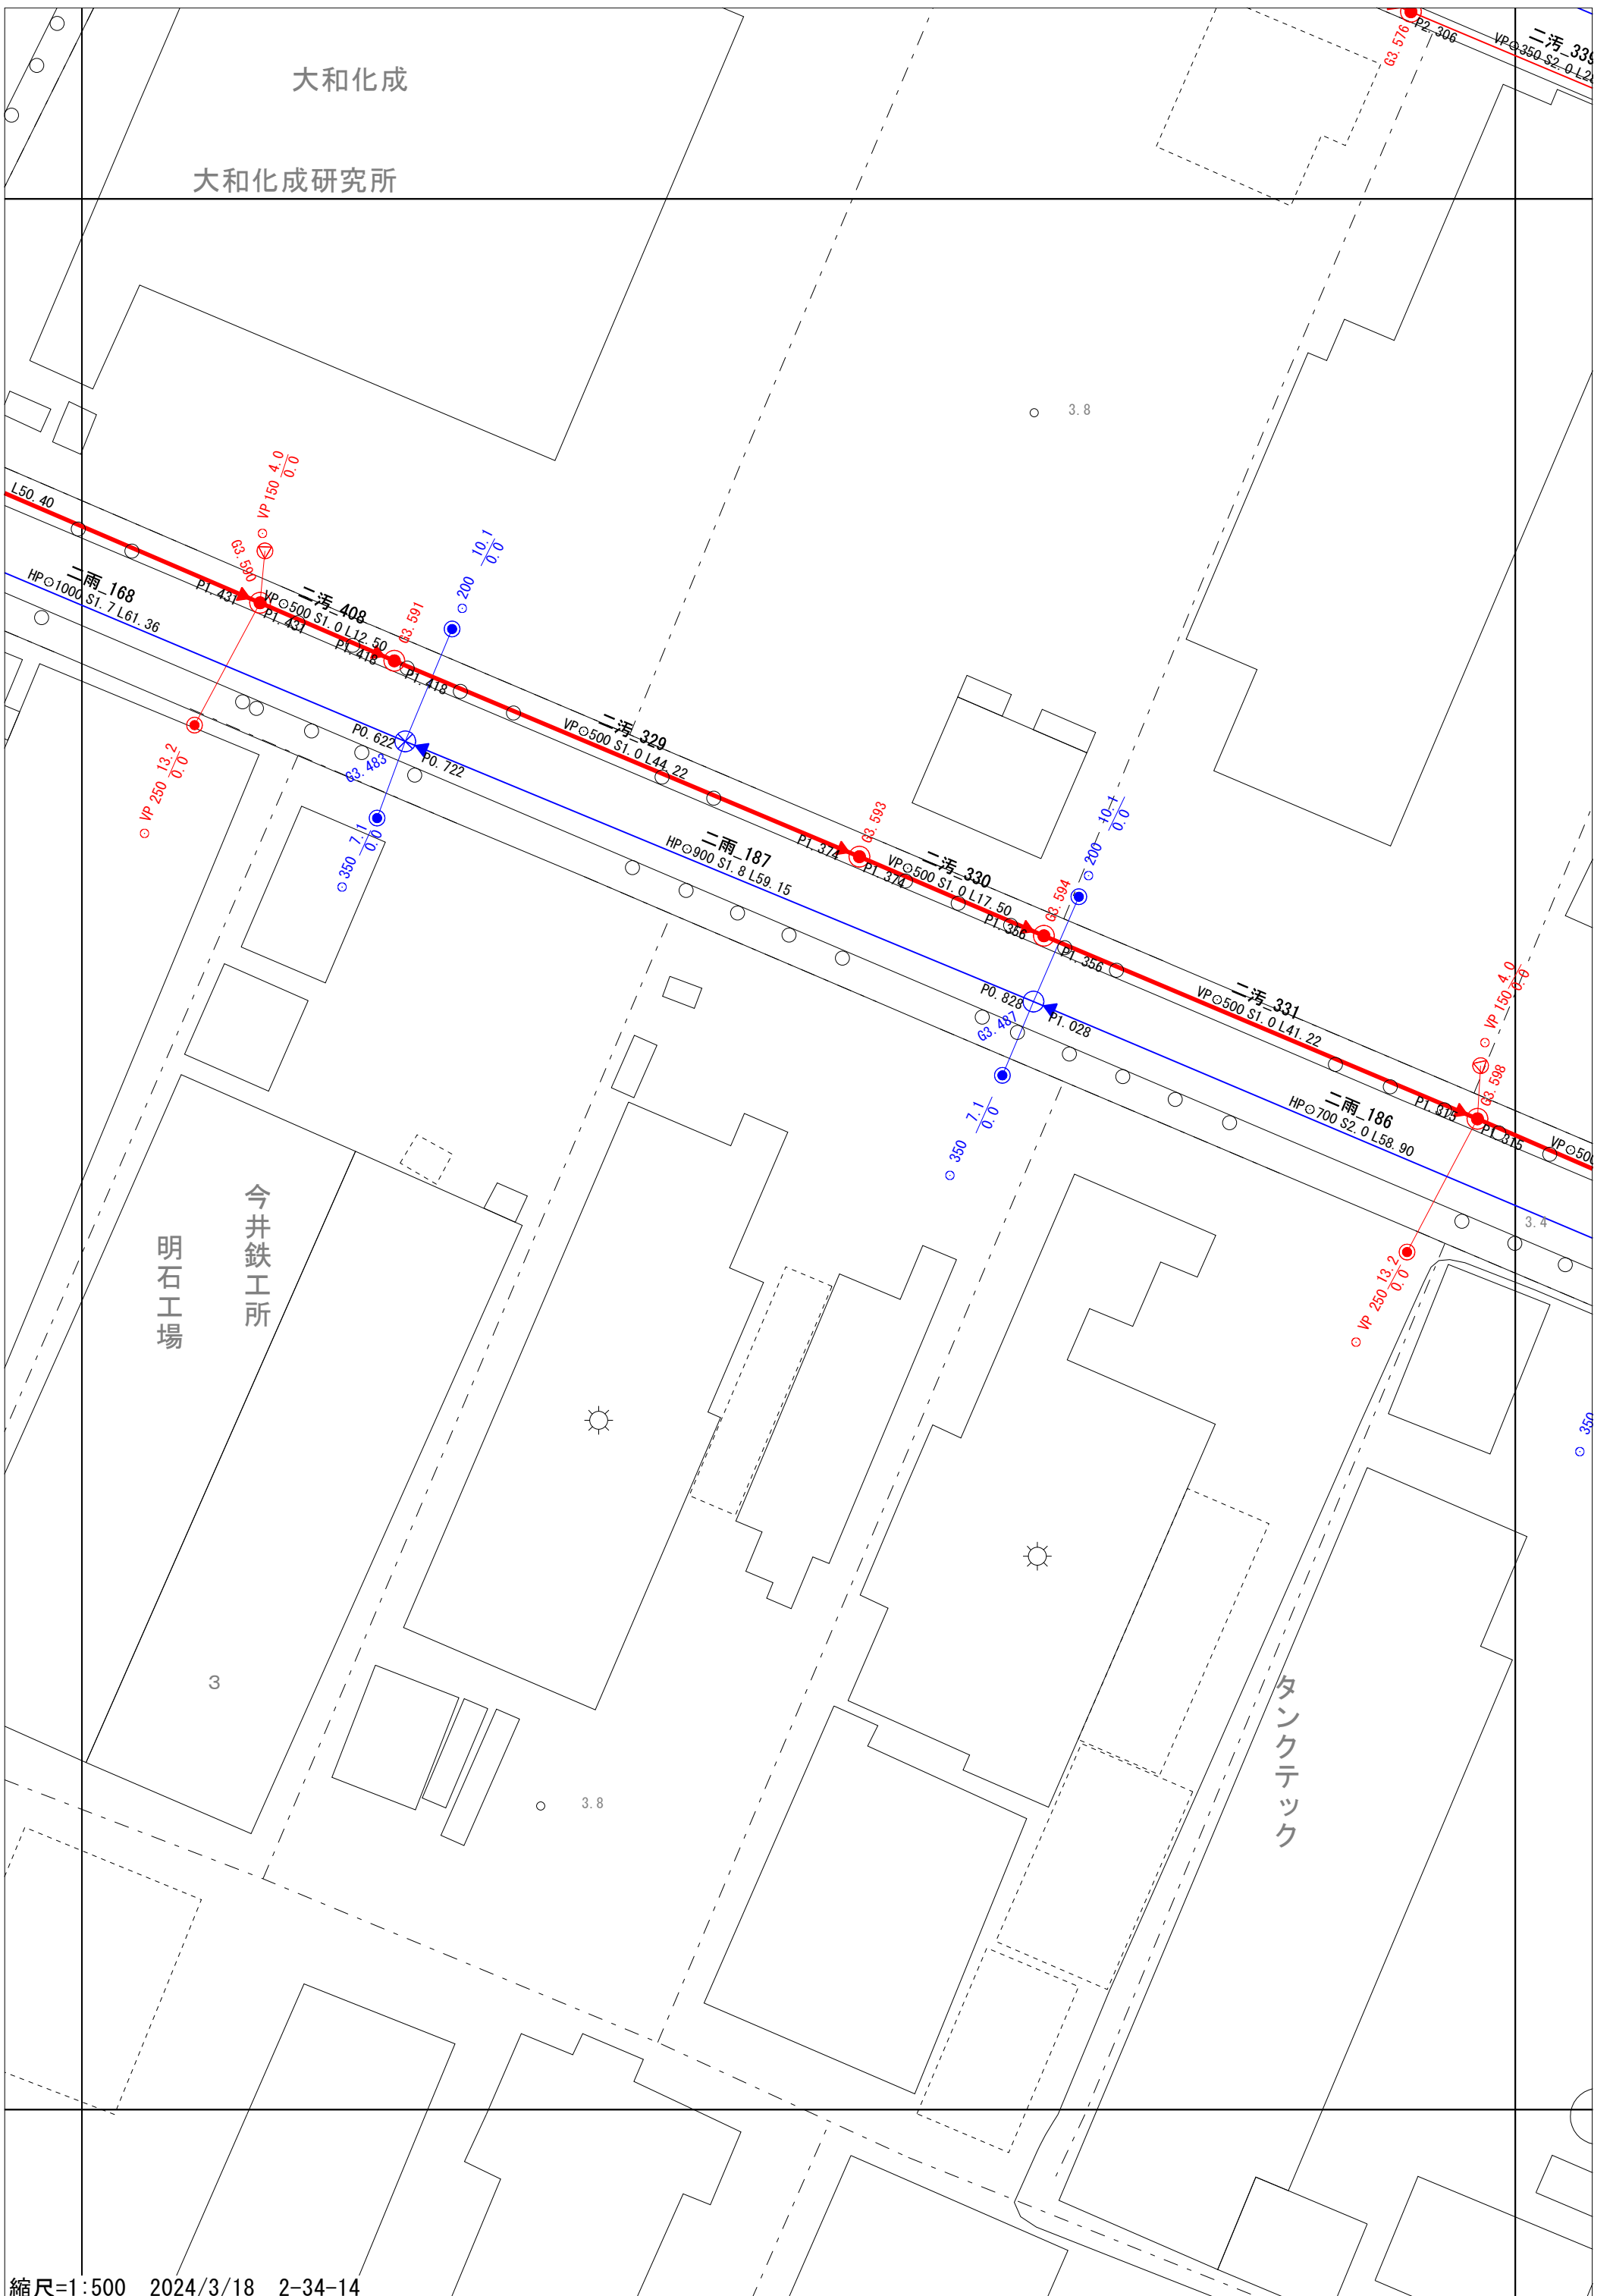 P2.306
二汚_339
G3.576
VP⊙350 S2.0 L2
大和化成
大和化成研究所
3.8
VP150 4.0
0.0
L50.40
G3.590
10.1
0.0
200
二雨_168
HP⊙1000 S1.7 L61.36
P1.431
P1.431
二汚_408
VP⊙500 S1.0 L12.50
G3.591
P1.418
P1.418
二汚_329
VP⊙500 S1.0 L44.22
P0.622
P0.722
G3.483
VP 250 13.2
0.0
350 7.1
0.0
二雨_187
HP⊙900 S1.8 L59.15
P1.374
G3.593
P1.374
二汚_330
VP⊙500 S1.0 L17.50
200 10.1
0.0
G3.594
P1.356
P1.356
P0.828
P1.028
G3.487
二汚_331
VP⊙500 S1.0 L41.22
VP 150 4.0
0.0
350 7.1
0.0
二雨_186
HP⊙700 S2.0 L58.90
P1.315
G3.598
P1.315
VP⊙500
3.4
VP 250 13.2
0.0
今井鉄工所
明石工場
350
3
タンクテック
3.8
縮尺=1:500 2024/3/18 2-34-14